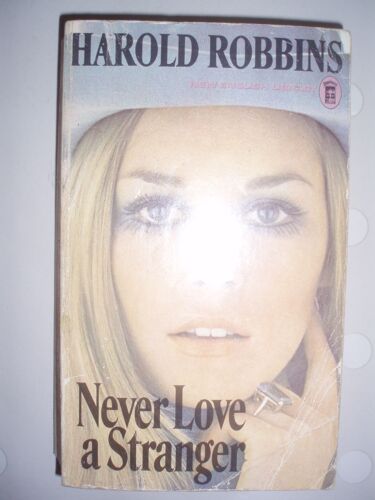 HAROLD ROBBINS
NEW ENGLISH LIBRARY
Never Love
a Stranger